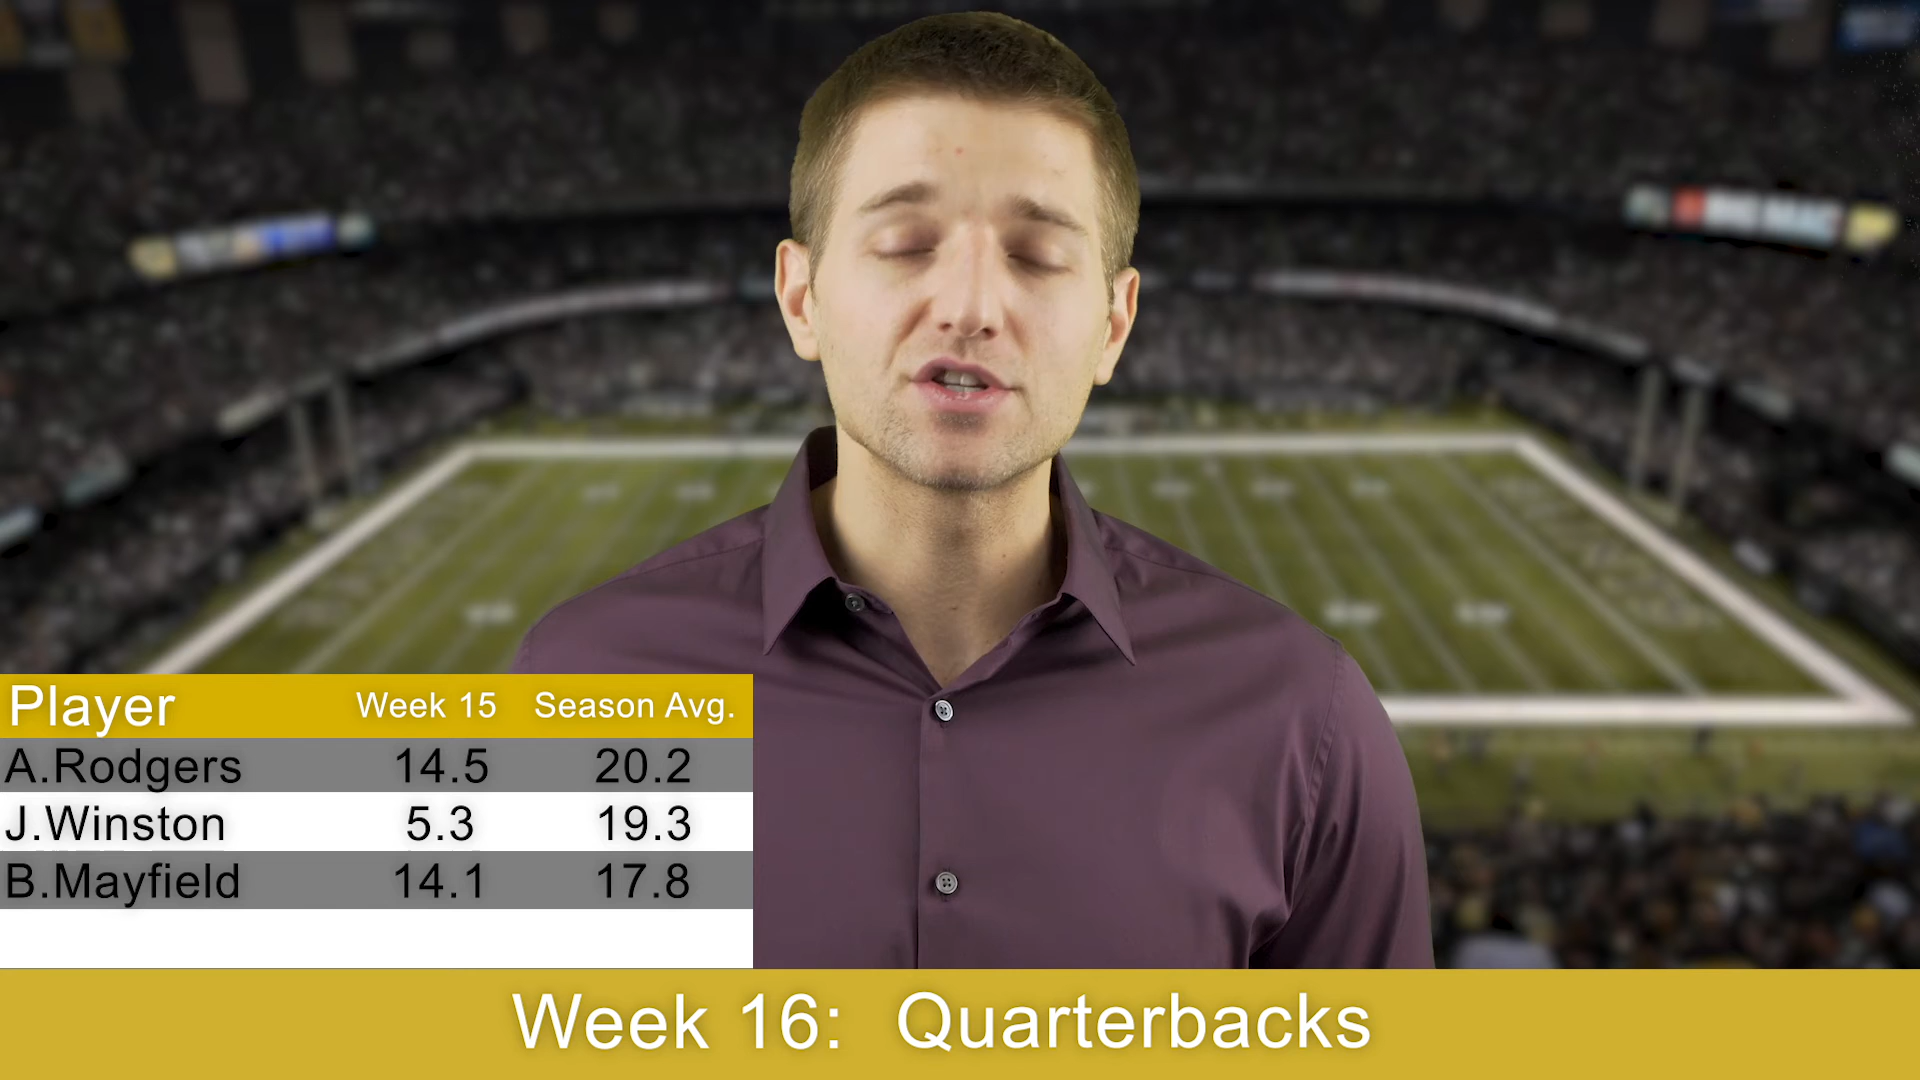 Player Week 15 Season Avg.
A.Rodgers 14.5 20.2
J.Winston 5.3 19.3
B.Mayfield 14.1 17.8
Week 16: Quarterbacks